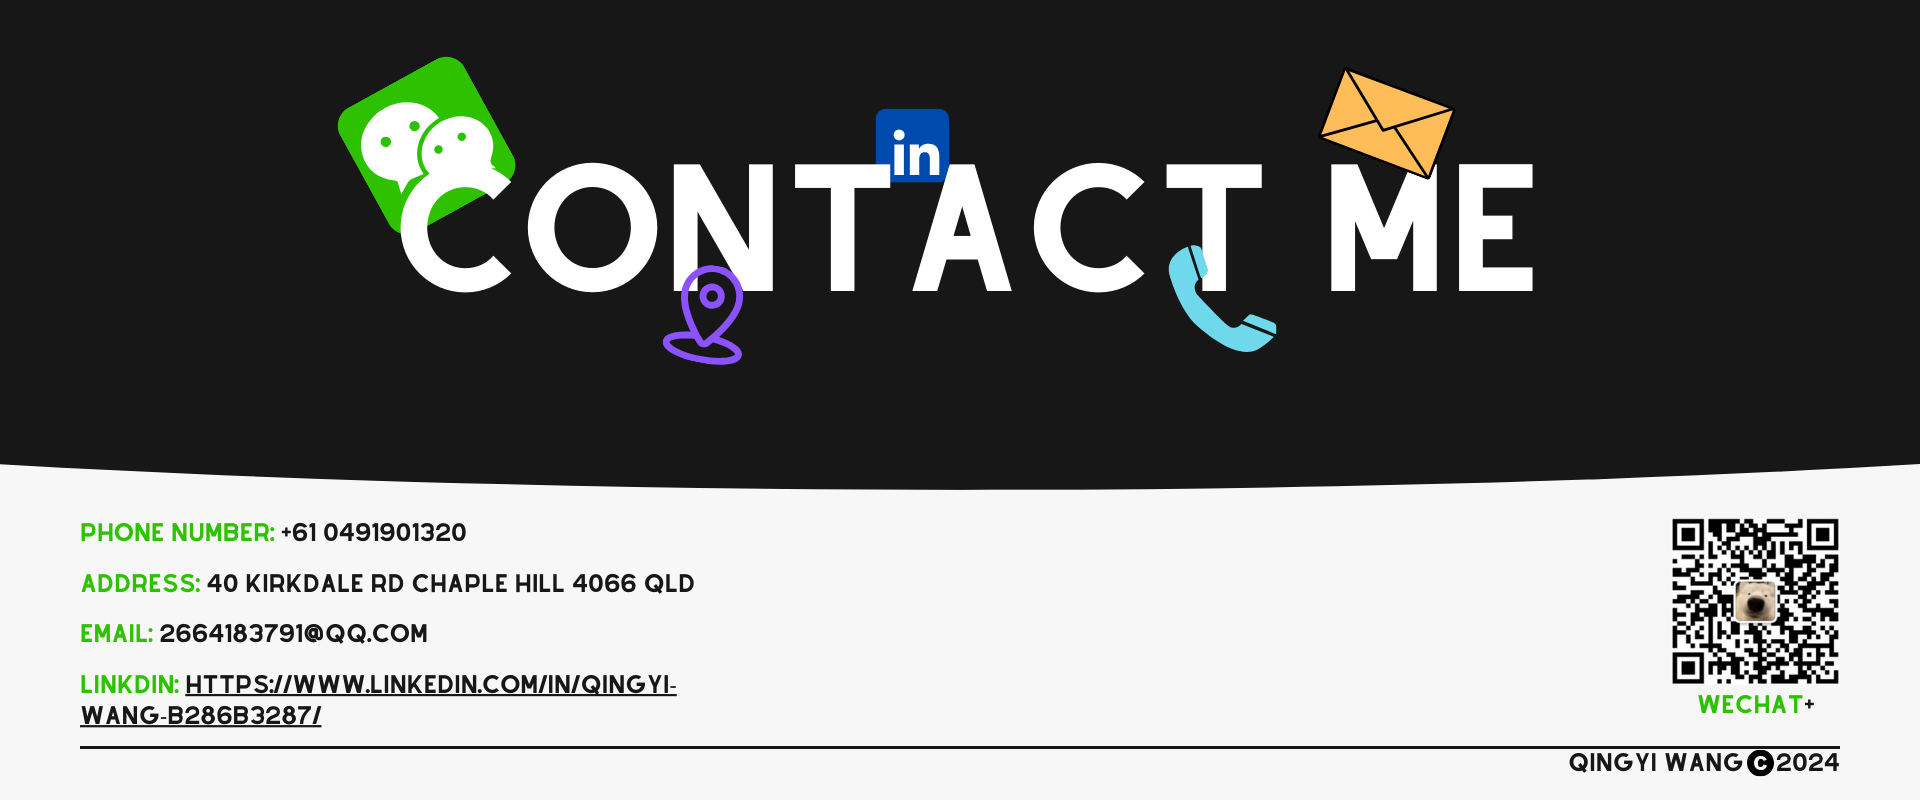 in
CONTACT ME
PHONE NUMBER: +61 0491901320
ADDRESS: 40 KIRKDALE RD CHAPLE HILL 4066 QLD
EMAIL: 2664183791@QQ.COM
LINKDIN: HTTPS://WWW.LINKEDIN.COM/IN/QINGYI-
WANG-B286B3287/
WECHAT+
QINGYI WANG©2024